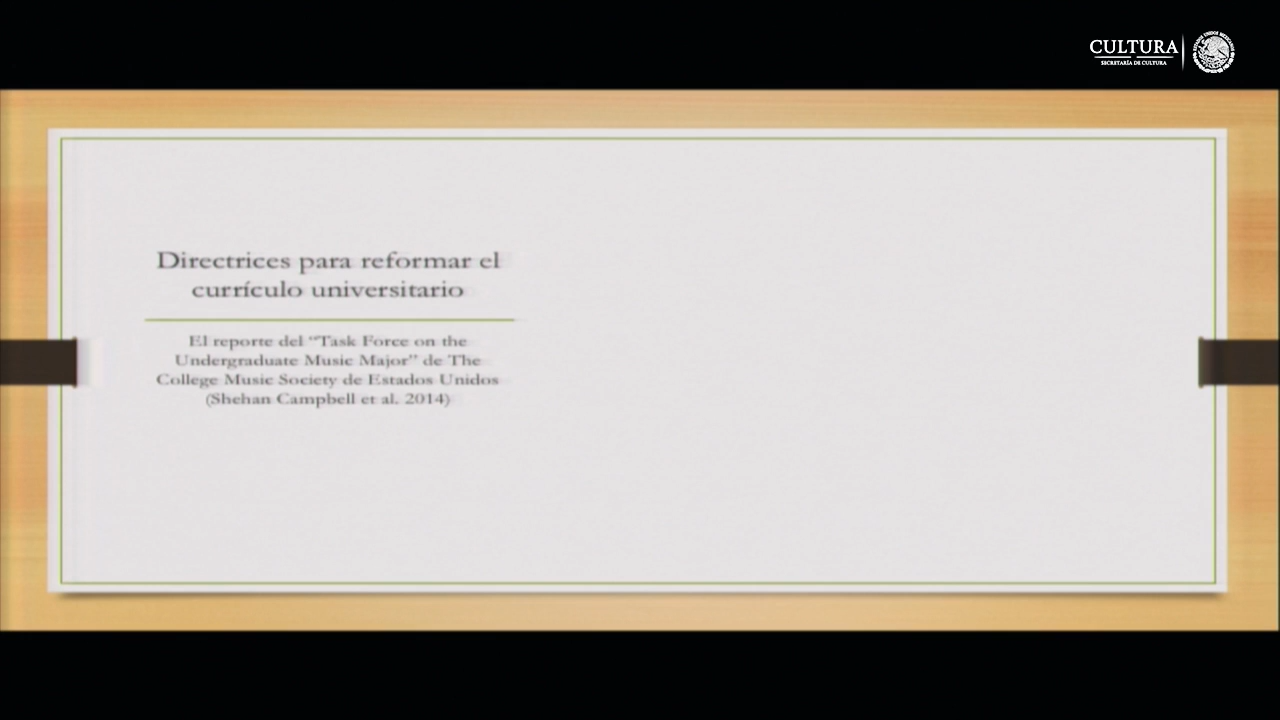 CULTURA
SECRETARÍA DE CULTURA
Directrices para reformar el
currículo universitario
El reporte del “Task Force on the
Undergraduate Music Major” de The
College Music Society de Estados Unidos
(Shehan Campbell et al. 2014)